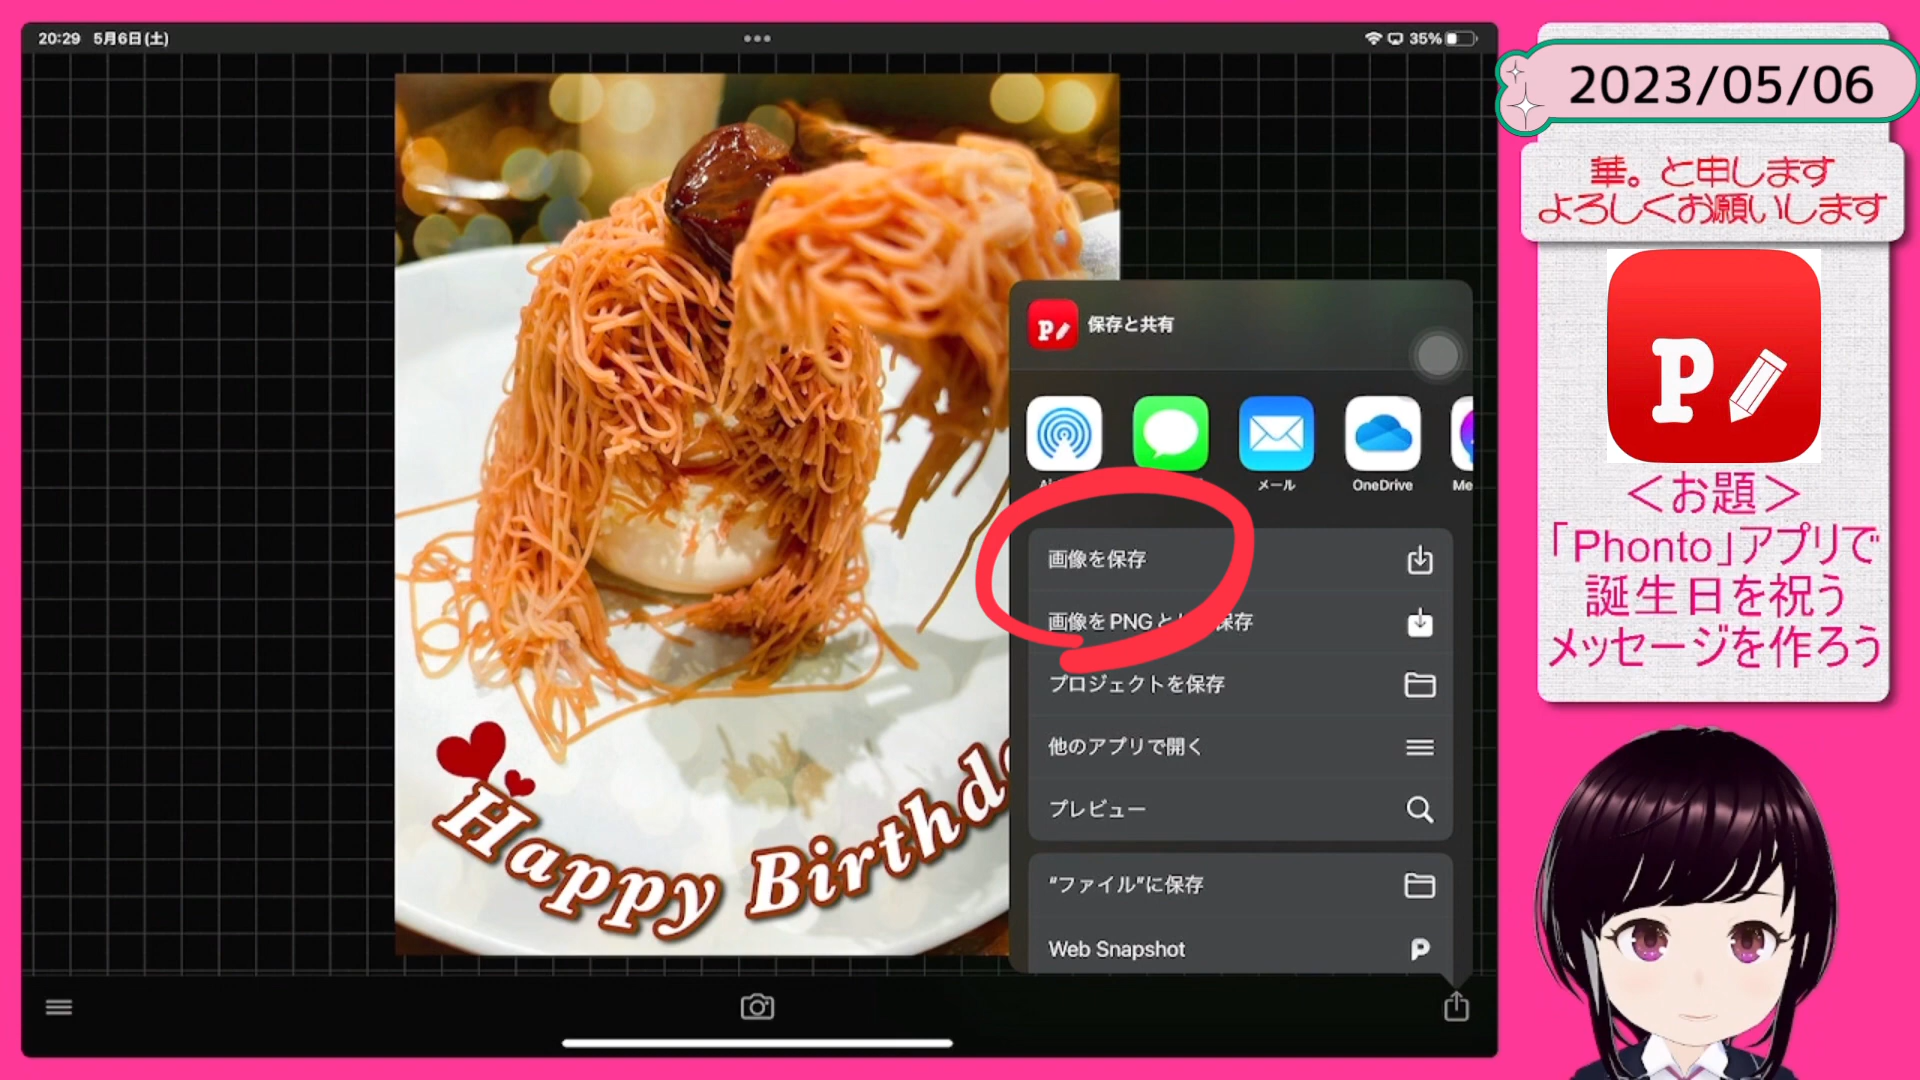 20:29 5月6日(土)
35%
保存と共有
メール
OneDrive
Me
画像を保存
画像をPNGと 保存
プロジェクトを保存
他のアプリで開く
プレビュー
"ファイル"に保存
Web Snapshot
Happy Birthd
2023/05/06
華。と申します
よろしくお願いします
P
<お題>
「Phonto」アプリで
誕生日を祝う
メッセージを作ろう